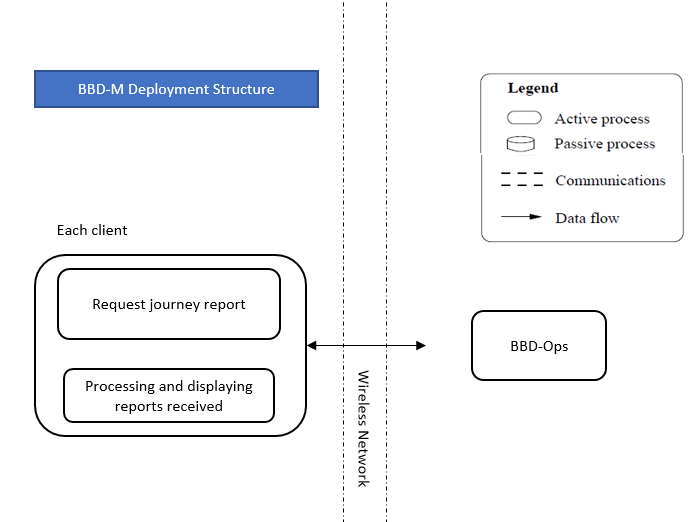 BBD-M Deployment Structure
Legend
Active process
Passive process
Communications
Data flow
Each client
Request journey report
Processing and displaying
reports received
Wireless Network
BBD-Ops